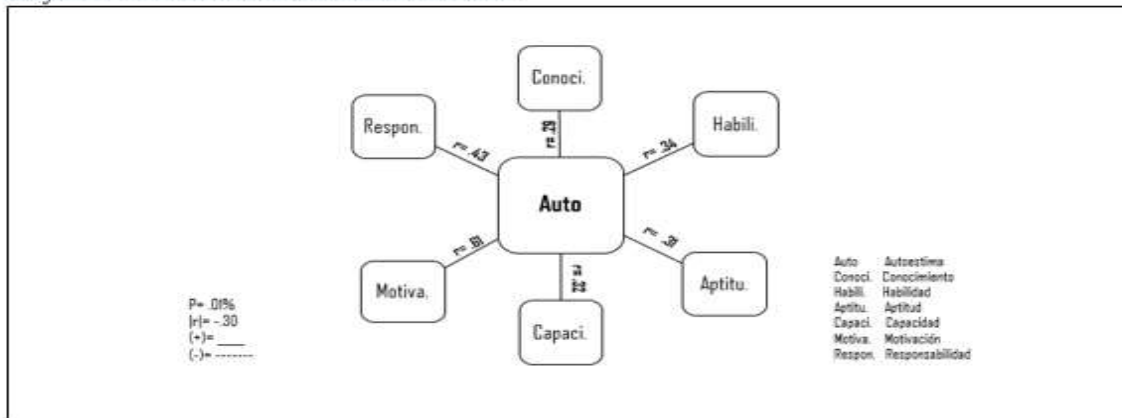 Conoci.
Respon.
Habili.
r= .29
r= .43
r= .34
Auto
r= .61
r= .31
Motiva.
Aptitu.
Capaci.
P= .01%
|r|= -.30
(+)= ____
(-)= -------
Auto Autoestima
Conoci. Conocimiento
Habili. Habilidad
Aptitu. Aptitud
Capaci. Capacidad
Motiva. Motivación
Respon. Responsabilidad